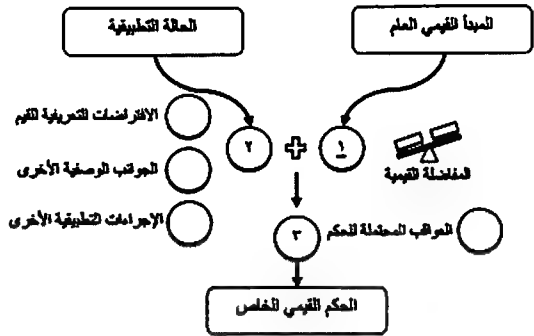 المبدأ القيمي العام
الحالة التطبيقية
الافتراضات التعريفية للقيم
١
+
٢
الجوانب الوصفية الأخرى
المفاضلة القيمية
الإجراءات التطبيقية الأخرى
العواقب المحتملة للحكم
٣
الحكم القيمي الخاص